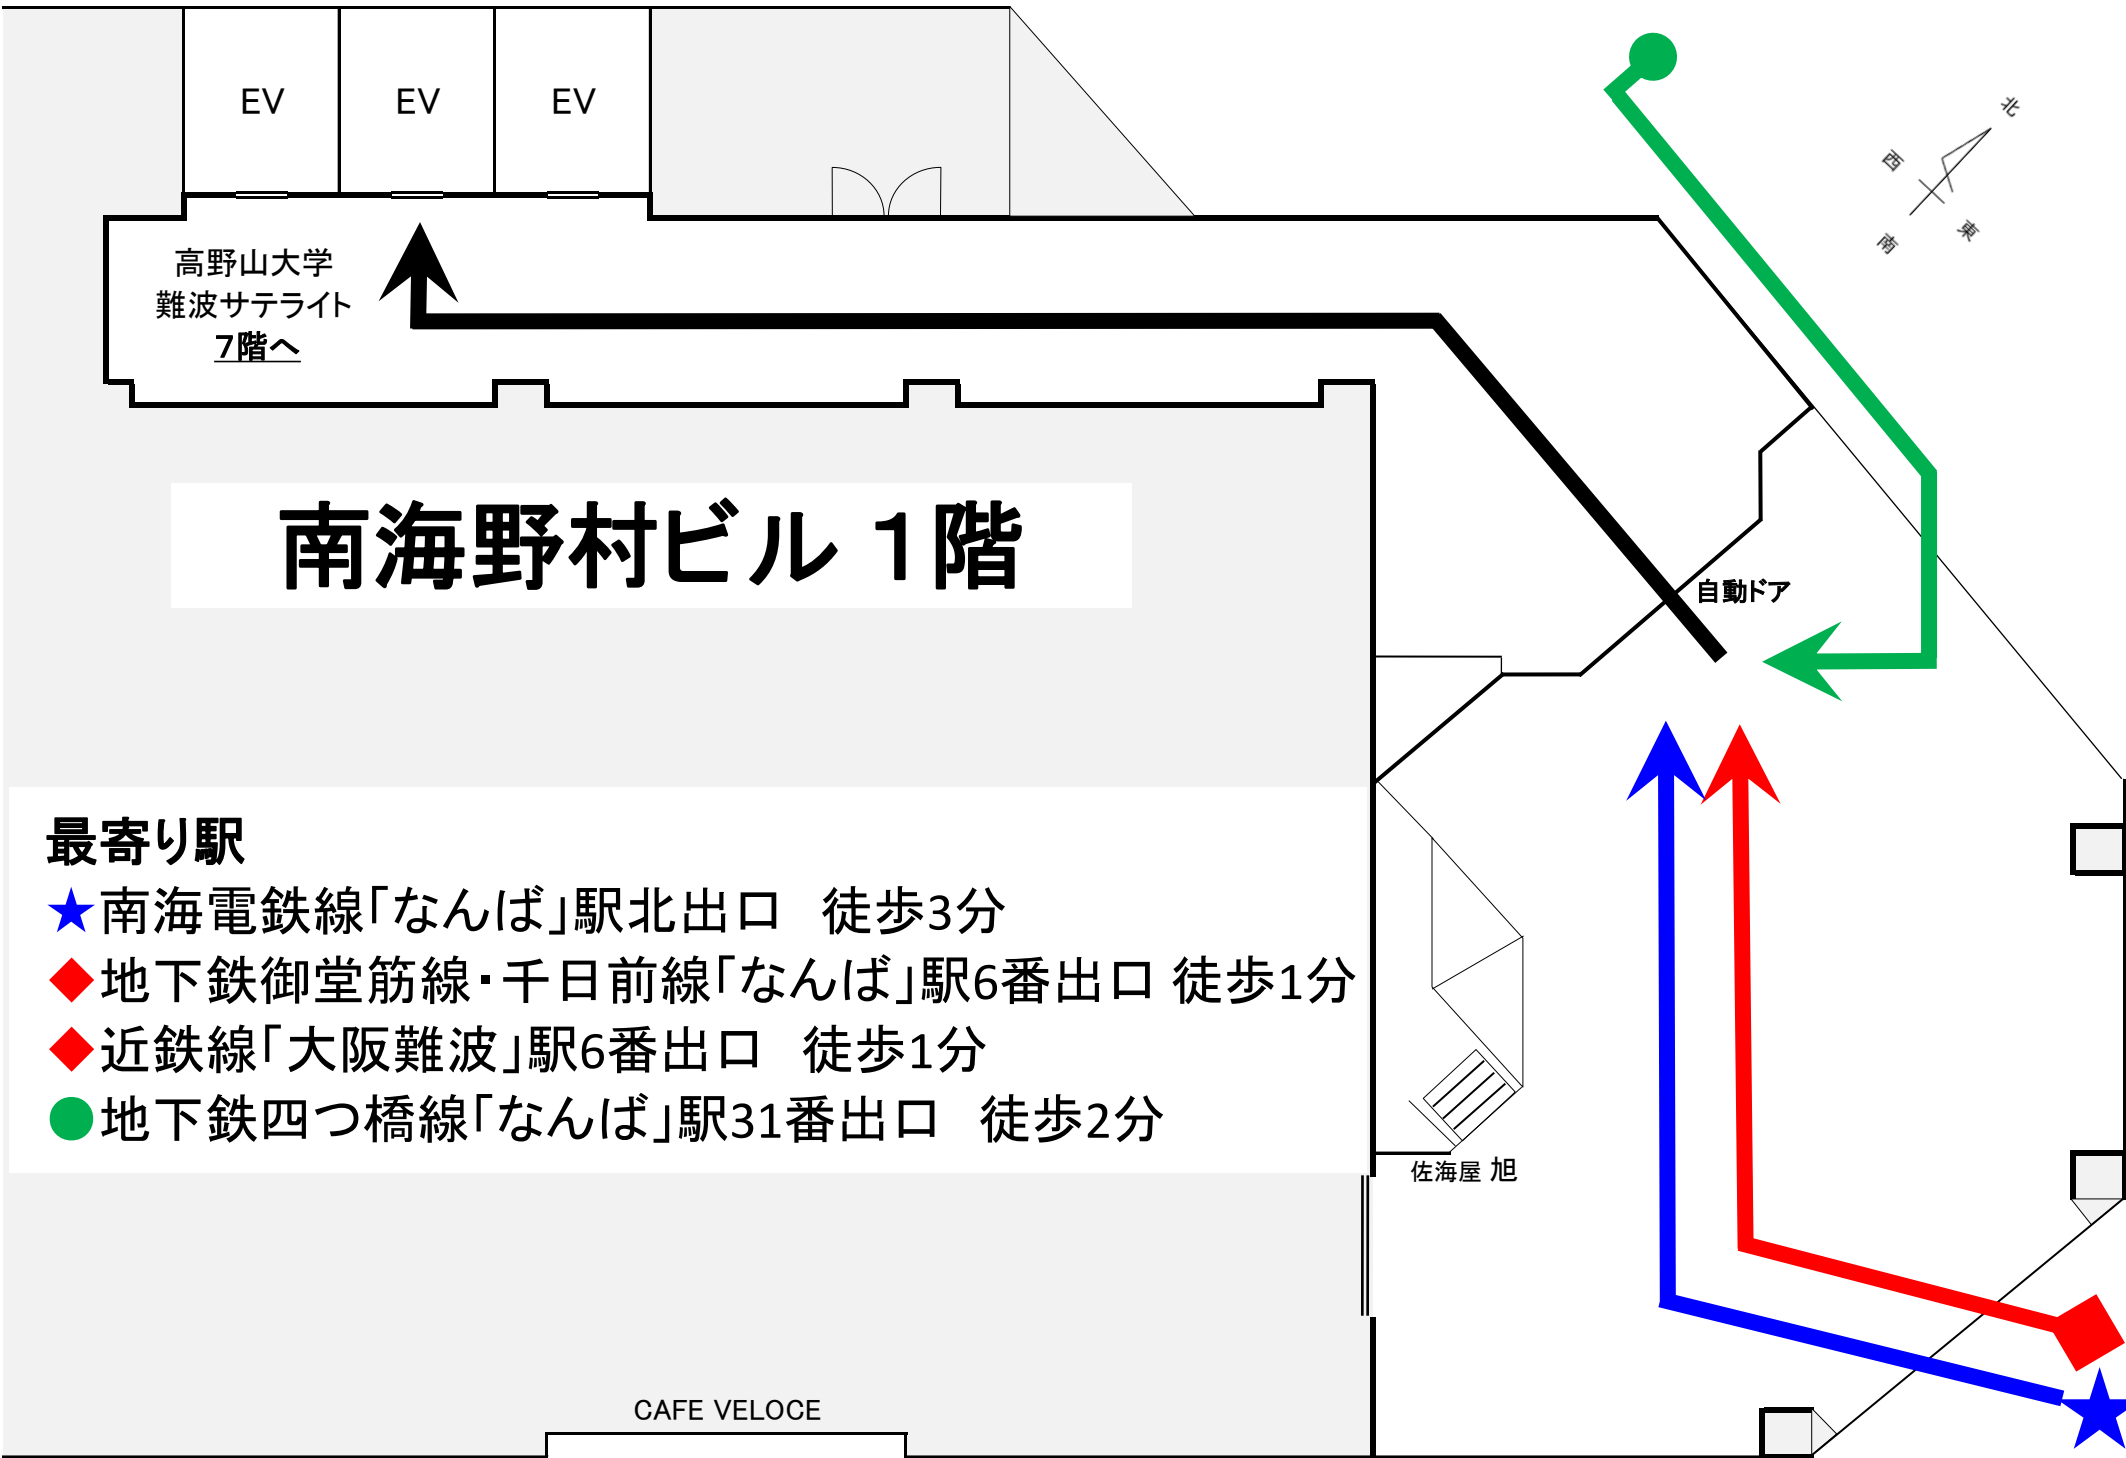 EV EV EV
北
西
東
南
高野山大学
難波サテライト
7階へ
南海野村ビル 1階
自動ドア
最寄り駅
★南海電鉄線「なんば」駅北出口　徒歩3分
◆地下鉄御堂筋線・千日前線「なんば」駅6番出口 徒歩1分
◆近鉄線「大阪難波」駅6番出口　徒歩1分
●地下鉄四つ橋線「なんば」駅31番出口　徒歩2分
佐海屋 旭
CAFE VELOCE